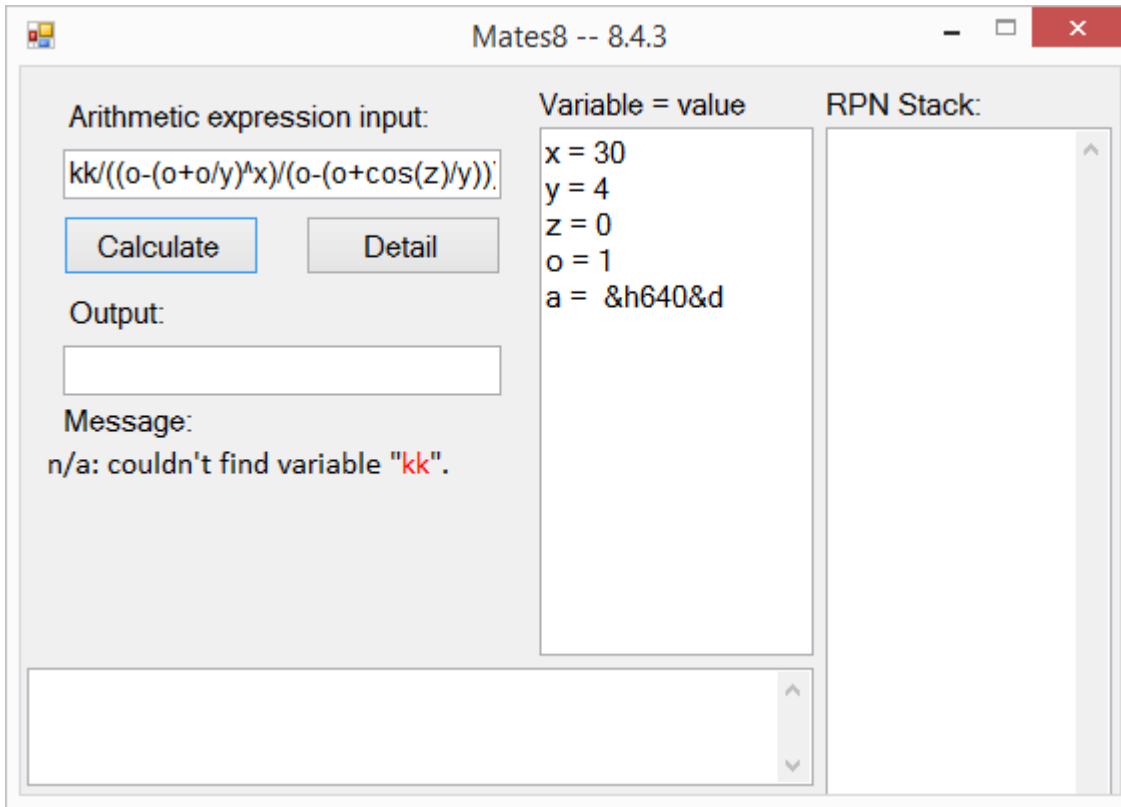 Mates8 -- 8.4.3
Arithmetic expression input:
kk/((o-(o+o/y)^x)/(o-(o+cos(z)/y)))
Calculate
Detail
Output:
Message:
n/a: couldn't find variable "kk".
Variable = value
x = 30
y = 4
z = 0
o = 1
a =  &h640&d
RPN Stack: